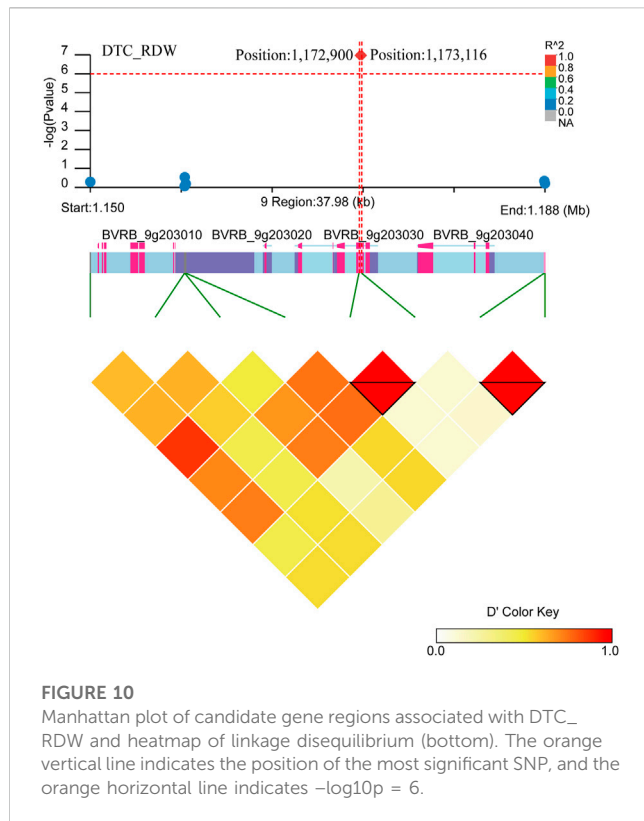 DTC_RDW
Position:1,172,900
Position:1,173,116
R^2
1.0
0.8
0.6
0.4
0.2
0.0
NA
7
6
5
4
3
2
1
0
-log(Pvalue)
Start:1.150
9 Region:37.98 (kb)
End:1.188 (Mb)
BVRB_9g203010
BVRB_9g203020
BVRB_9g203030
BVRB_9g203040
D' Color Key
0.0
1.0
FIGURE 10
Manhattan plot of candidate gene regions associated with DTC_
RDW and heatmap of linkage disequilibrium (bottom). The orange
vertical line indicates the position of the most significant SNP, and the
orange horizontal line indicates –log10p = 6.